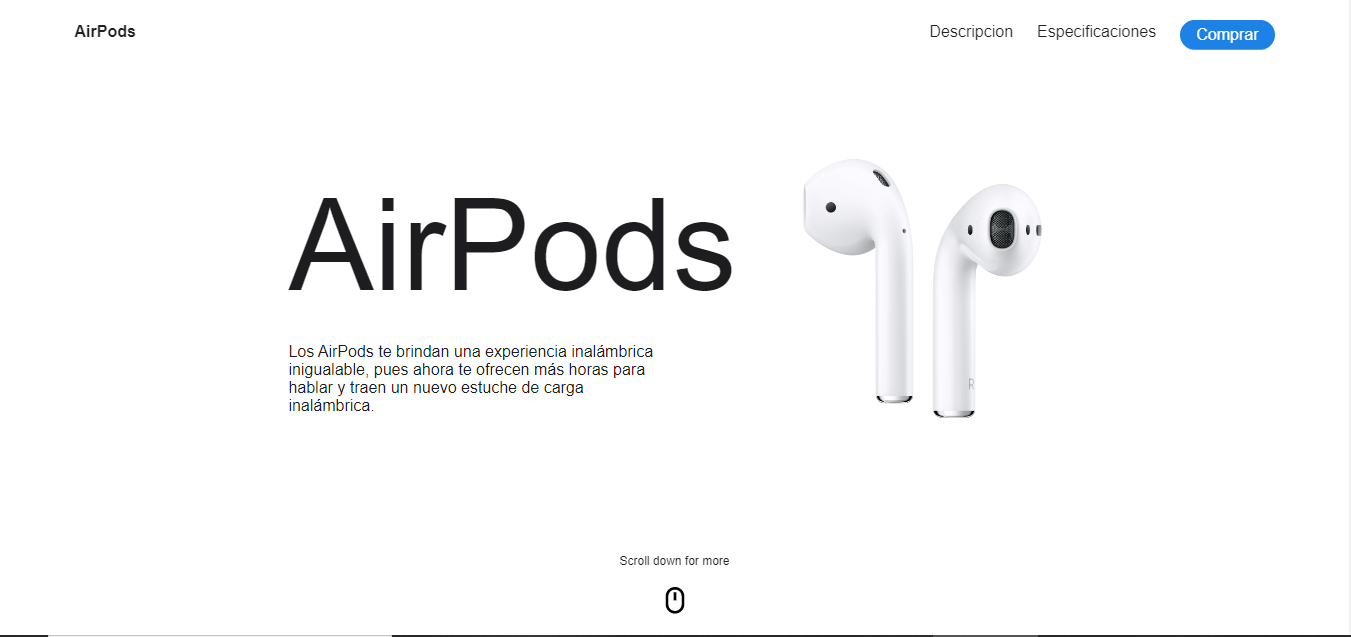 AirPods
Descripcion
Especificaciones
Comprar
AirPods
Los AirPods te brindan una experiencia inalámbrica
inigualable, pues ahora te ofrecen más horas para
hablar y traen un nuevo estuche de carga
inalámbrica.
R
Scroll down for more